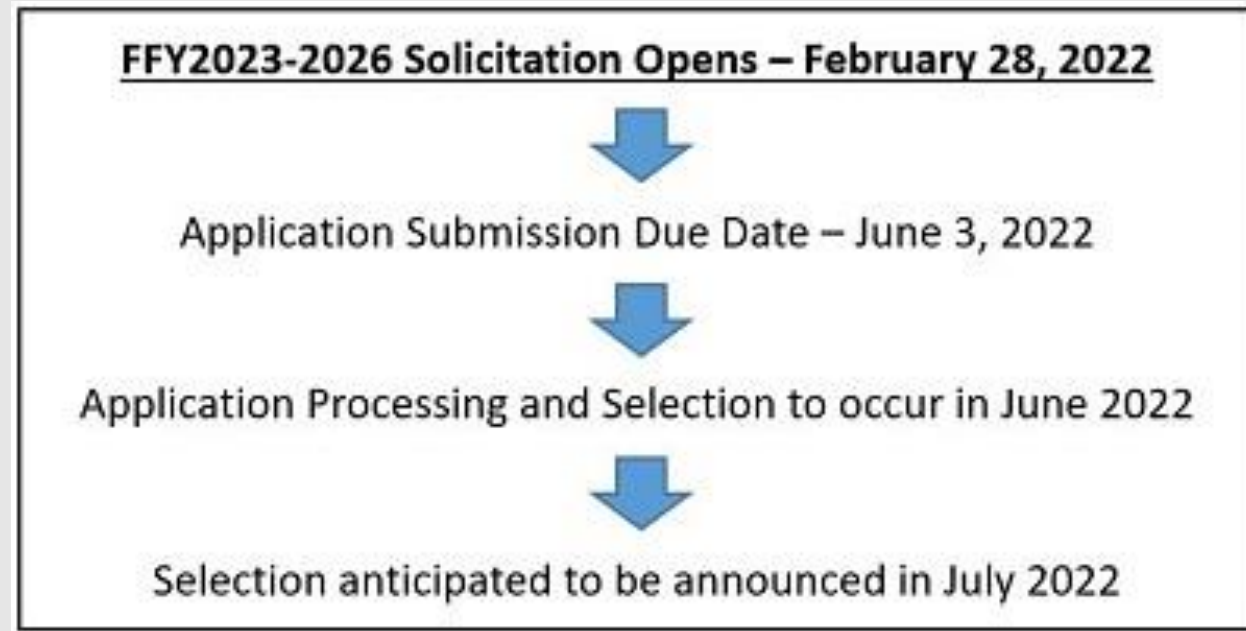 FFY2023-2026 Solicitation Opens – February 28, 2022
Application Submission Due Date – June 3, 2022
Application Processing and Selection to occur in June 2022
Selection anticipated to be announced in July 2022